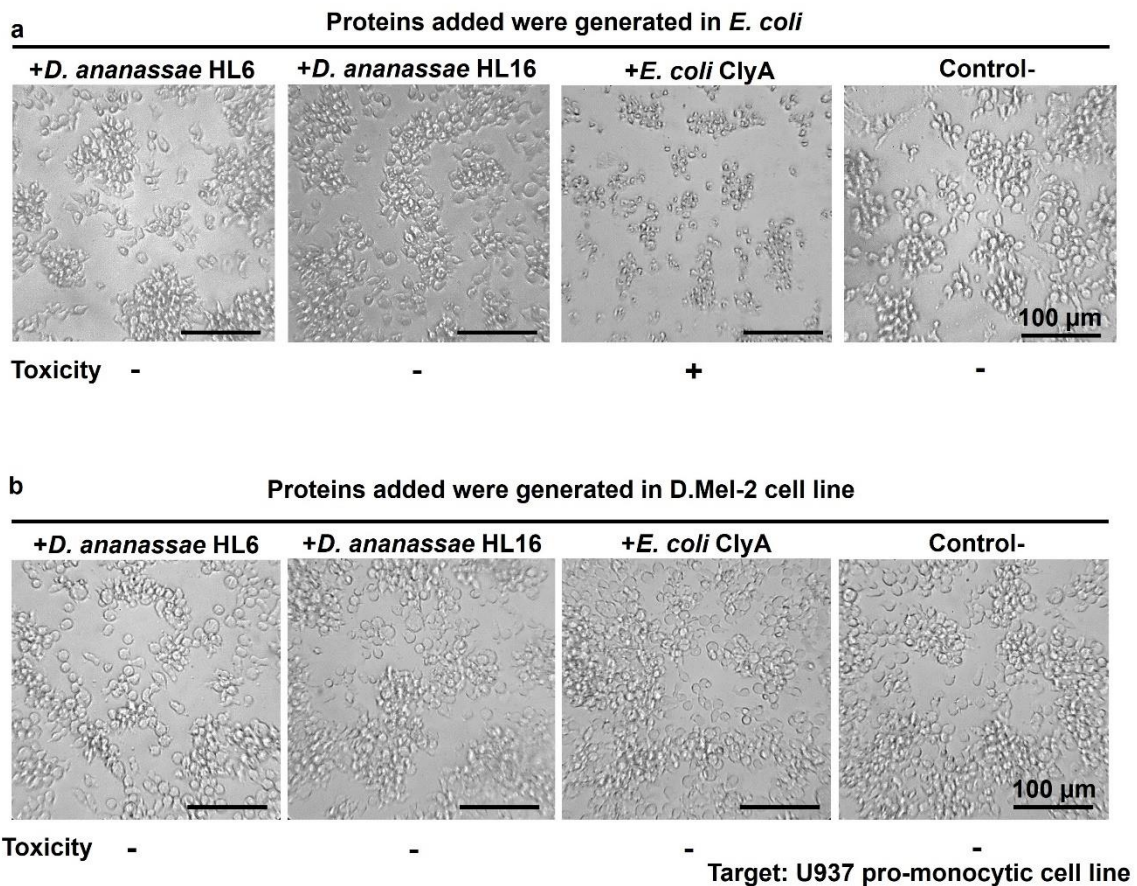 a
Proteins added were generated in E. coli
+D. ananassae HL6 +D. ananassae HL16 +E. coli ClyA Control-
100 µm
Toxicity - - + -
b
Proteins added were generated in D.Mel-2 cell line
+D. ananassae HL6 +D. ananassae HL16 +E. coli ClyA Control-
100 µm
Toxicity - - - -
Target: U937 pro-monocytic cell line